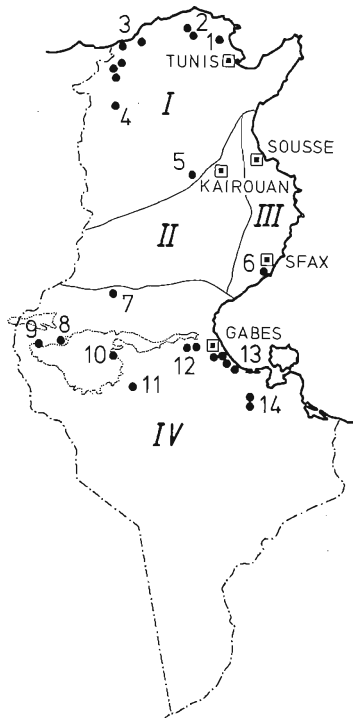 3
2
1
TUNIS
I
4
SOUSSE
5
KAIROUAN
II
III
6
SFAX
7
9
8
GABES
10
12
13
11
14
IV